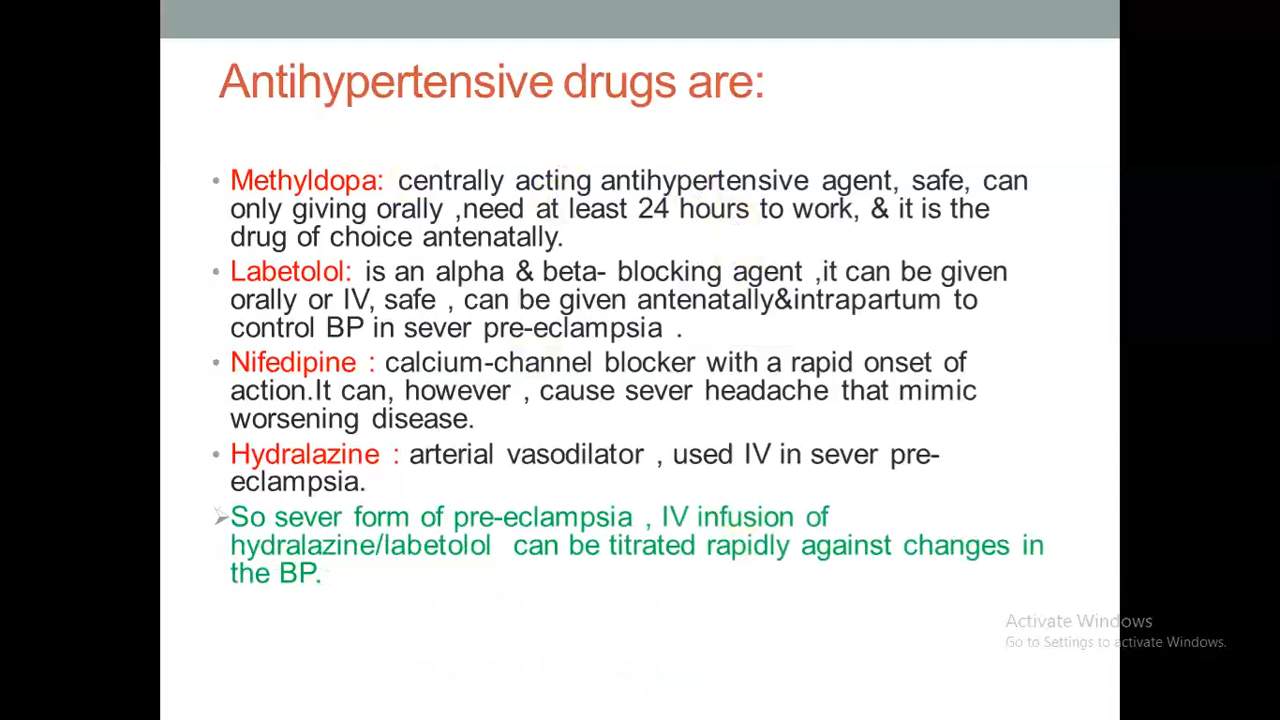 Antihypertensive drugs are:
• Methyldopa: centrally acting antihypertensive agent, safe, can
only giving orally ,need at least 24 hours to work, & it is the
drug of choice antenatally.
• Labetolol: is an alpha & beta- blocking agent ,it can be given
orally or IV, safe , can be given antenatally&intrapartum to
control BP in sever pre-eclampsia .
• Nifedipine : calcium-channel blocker with a rapid onset of
action.It can, however , cause sever headache that mimic
worsening disease.
• Hydralazine : arterial vasodilator , used IV in sever pre-
eclampsia.
➢So sever form of pre-eclampsia , IV infusion of
hydralazine/labetolol can be titrated rapidly against changes in
the BP.
Activate Windows
Go to Settings to activate Windows.